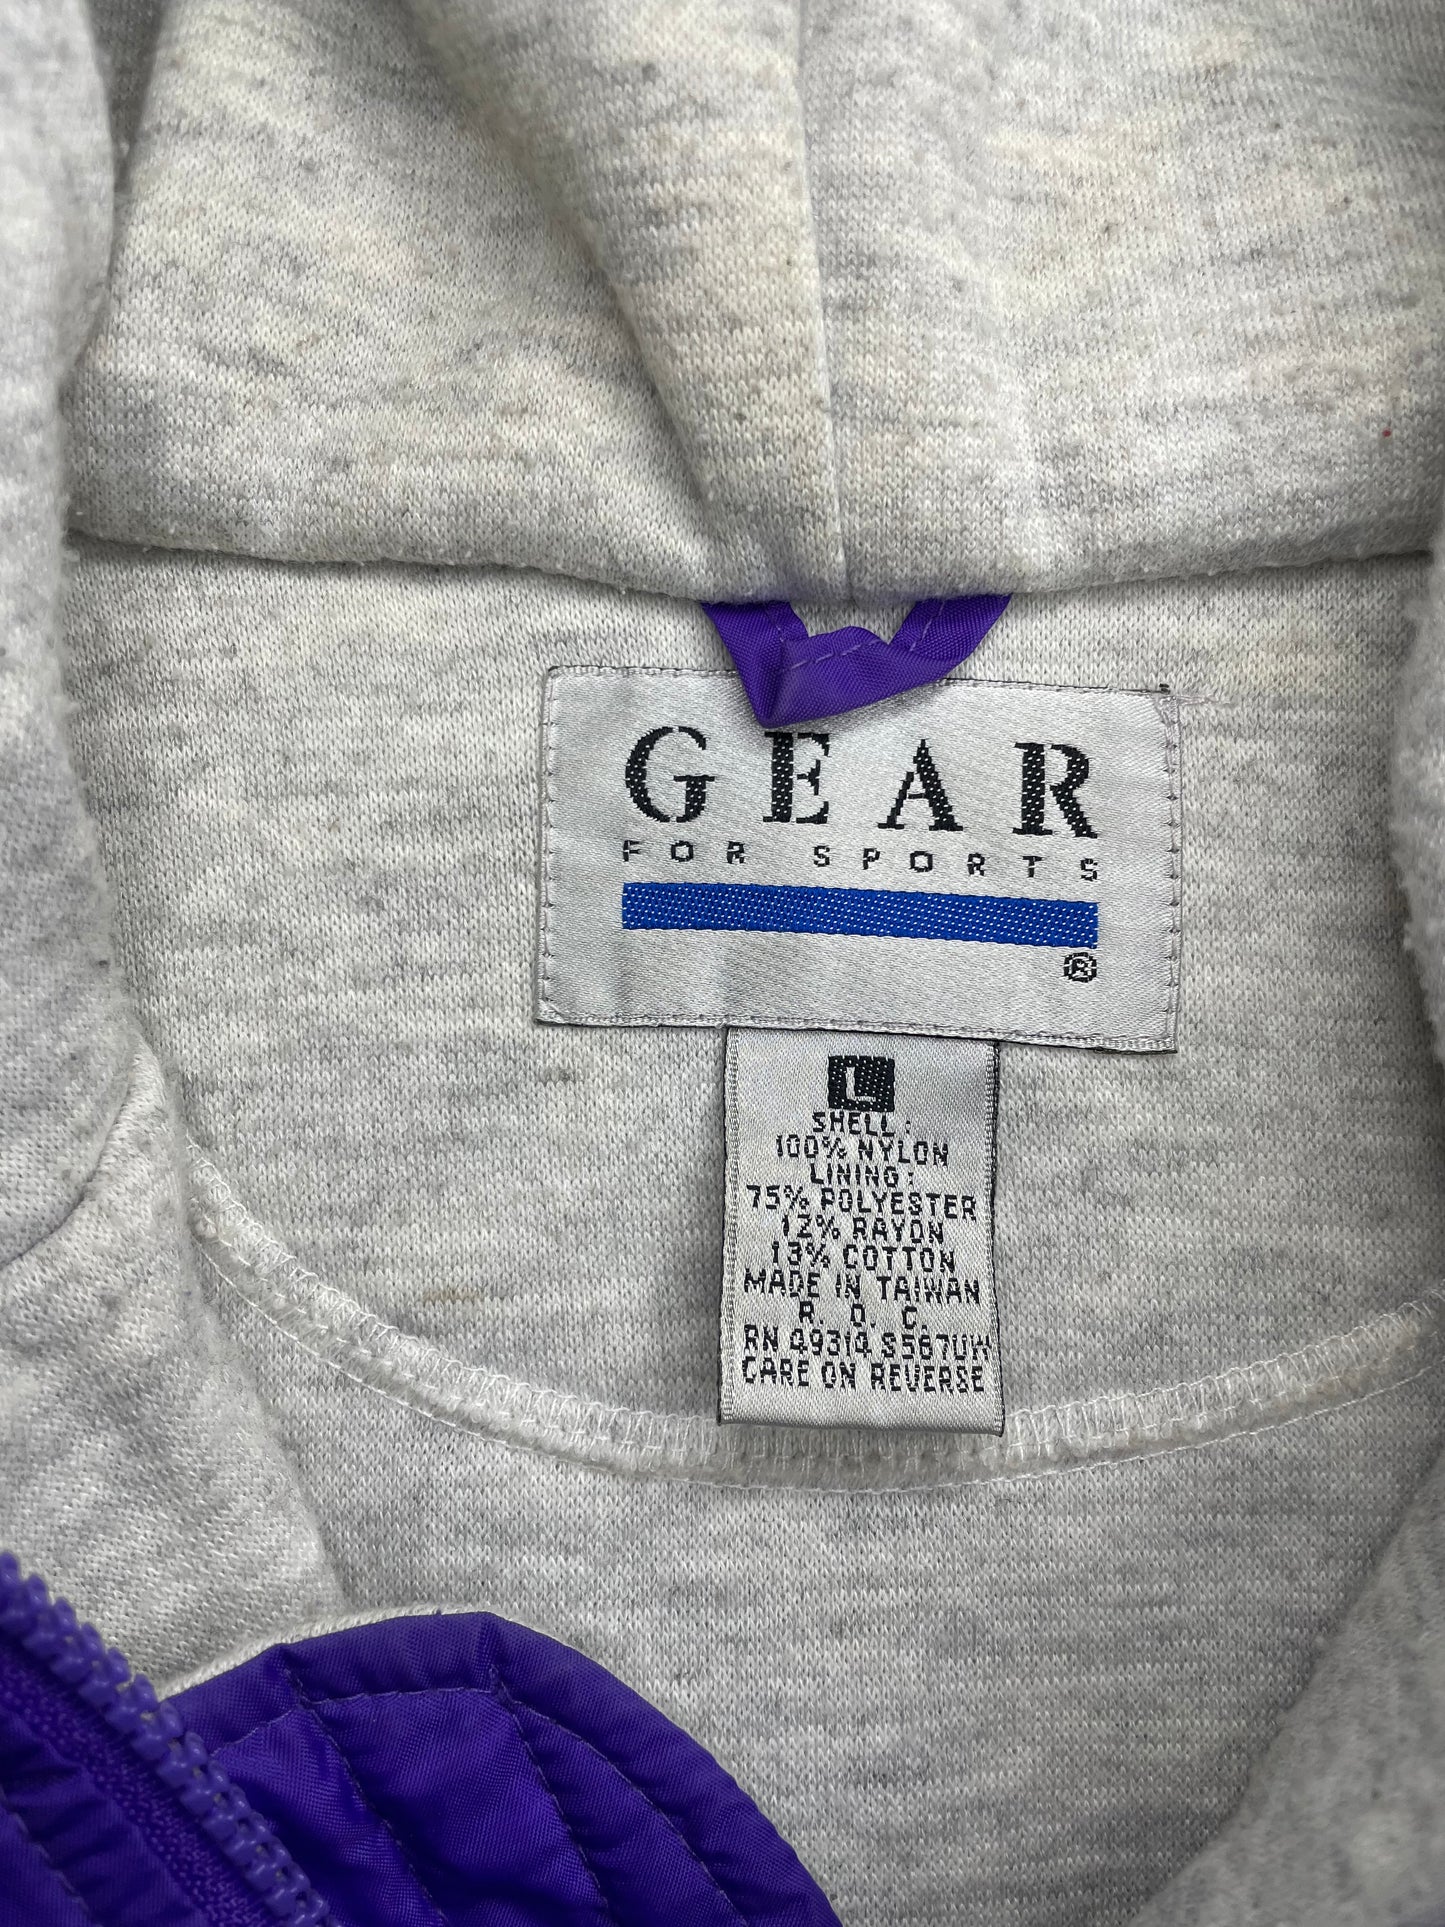 GEAR
FOR SPORTS
®
L
SHELL:
100% NYLON
LINING:
75% POLYESTER
12% RAYON
13% COTTON
MADE IN TAIWAN
R. O. C.
RN 49314 S587UW
CARE ON REVERSE